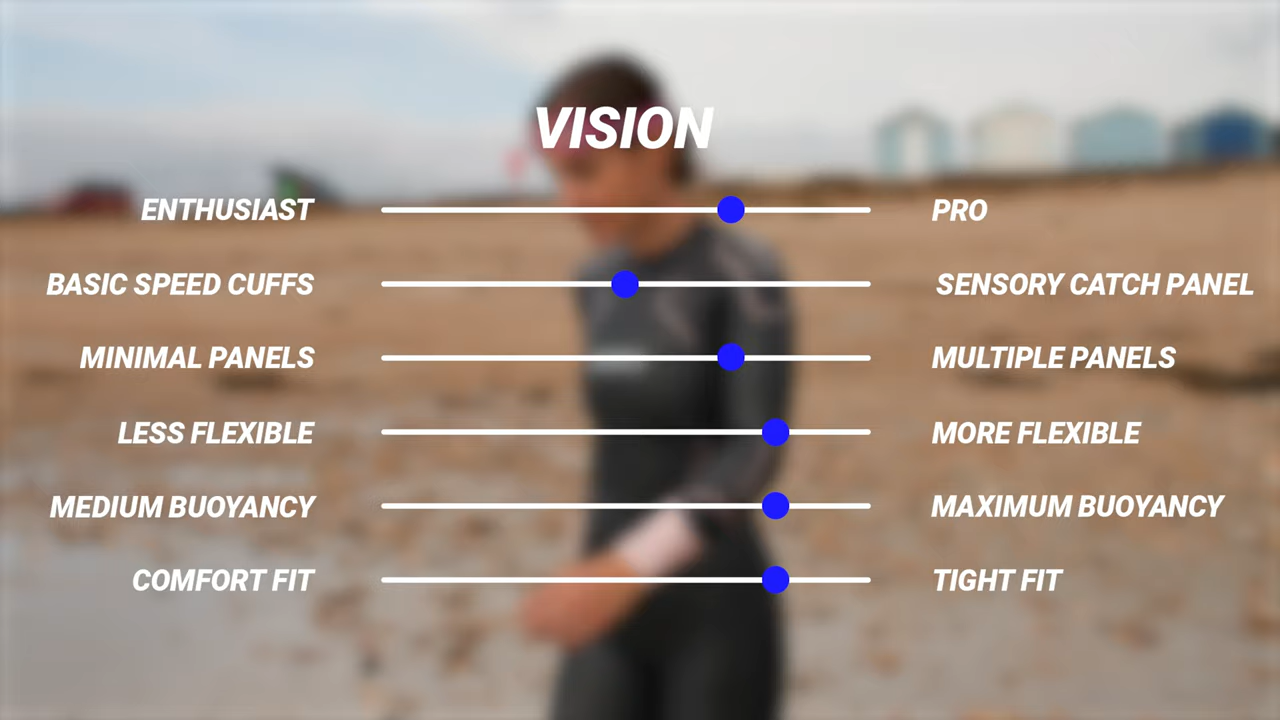 VISION
ENTHUSIAST PRO
BASIC SPEED CUFFS SENSORY CATCH PANEL
MINIMAL PANELS MULTIPLE PANELS
LESS FLEXIBLE MORE FLEXIBLE
MEDIUM BUOYANCY MAXIMUM BUOYANCY
COMFORT FIT TIGHT FIT